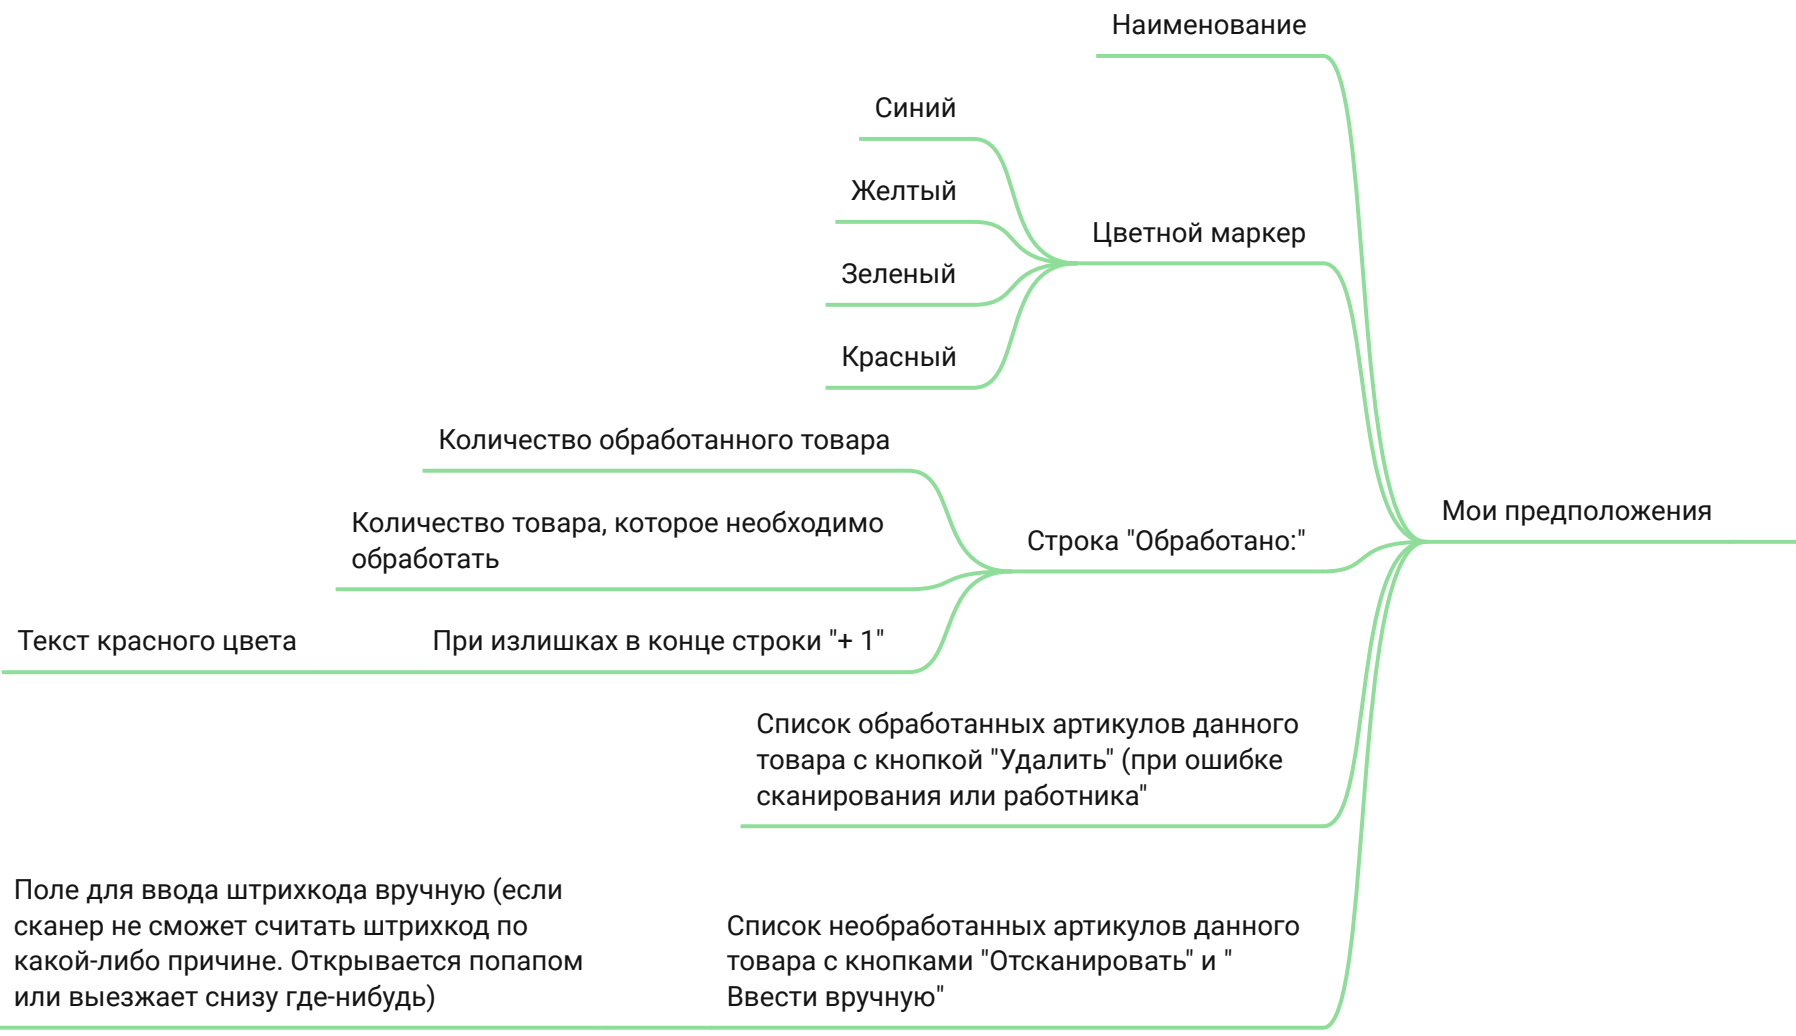 Наименование
Синий
Желтый
Цветной маркер
Зеленый
Красный
Количество обработанного товара
Количество товара, которое необходимо
обработать
Строка "Обработано:"
Мои предположения
Текст красного цвета
При излишках в конце строки "+ 1"
Список обработанных артикулов данного
товара с кнопкой "Удалить" (при ошибке
сканирования или работника"
Поле для ввода штрихкода вручную (если
сканер не сможет считать штрихкод по
какой-либо причине. Открывается попапом
или выезжает снизу где-нибудь)
Список необработанных артикулов данного
товара с кнопками "Отсканировать" и "
Ввести вручную"